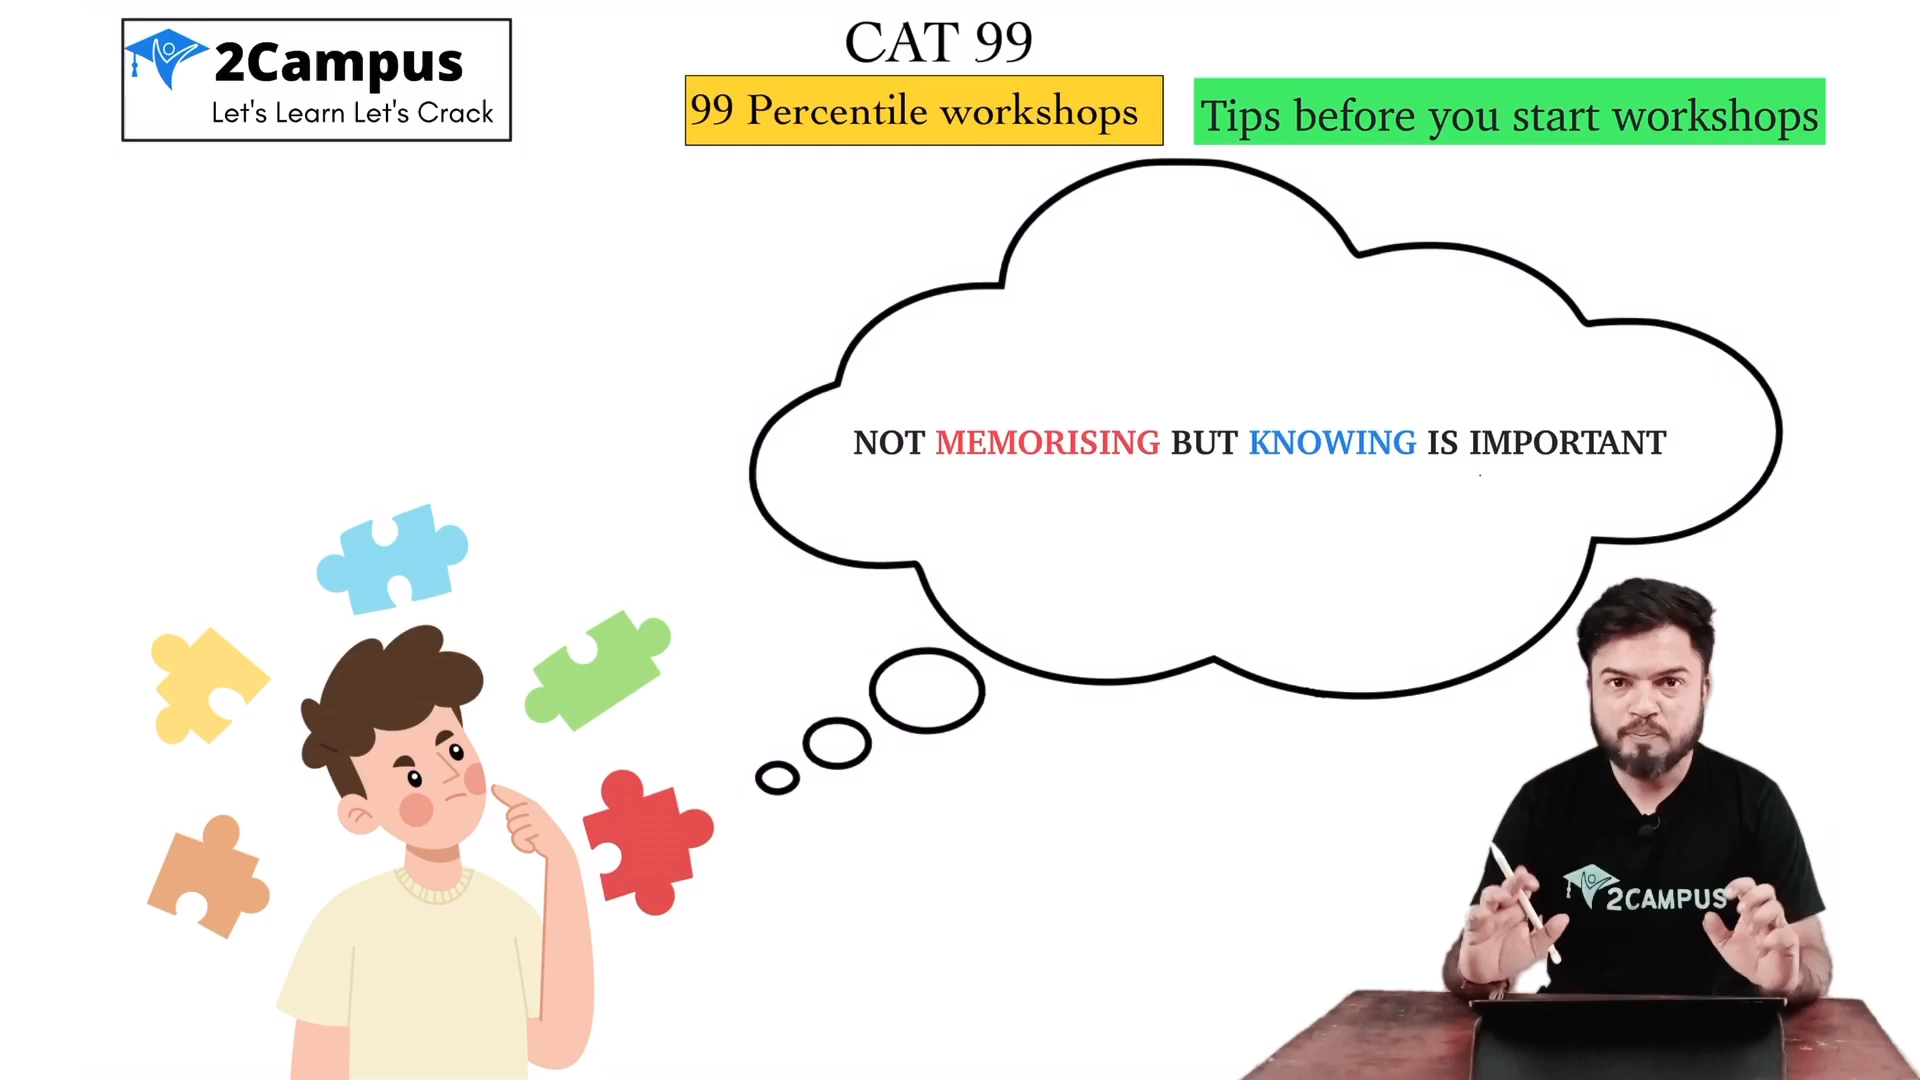 2Campus
Let's Learn Let's Crack
CAT 99
99 Percentile workshops
Tips before you start workshops
NOT MEMORISING BUT KNOWING IS IMPORTANT
2CAMPUS